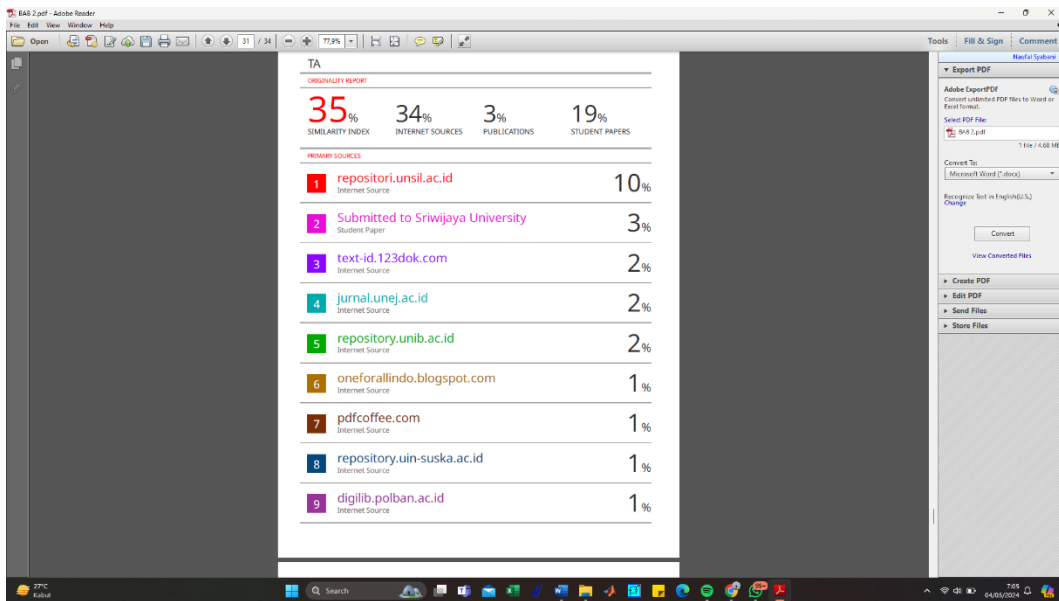 BAB 2.pdf - Adobe Reader
File Edit View Window Help
Open 31 / 34 77,9% Tools Fill & Sign Comment
Naufal Syabani
TA
ORIGINALITY REPORT
35% 34% 3% 19%
SIMILARITY INDEX INTERNET SOURCES PUBLICATIONS STUDENT PAPERS
PRIMARY SOURCES
1 repositori.unsil.ac.id 10%
Internet Source
2 Submitted to Sriwijaya University 3%
Student Paper
3 text-id.123dok.com 2%
Internet Source
4 jurnal.unej.ac.id 2%
Internet Source
5 repository.unib.ac.id 2%
Internet Source
6 oneforallindo.blogspot.com 1%
Internet Source
7 pdfcoffee.com 1%
Internet Source
8 repository.uin-suska.ac.id 1%
Internet Source
9 digilib.polban.ac.id 1%
Internet Source
Export PDF
Adobe ExportPDF
Convert unlimited PDF files to Word or
Excel format.
Select PDF File:
BAB 2.pdf
1 file / 4.60 MB
Convert To:
Microsoft Word (*.docx)
Recognize Text in English(U.S.)
Change
Convert
View Converted Files
Create PDF
Edit PDF
Send Files
Store Files
27°C
Kabut
Search
99+
7:05
04/05/2024